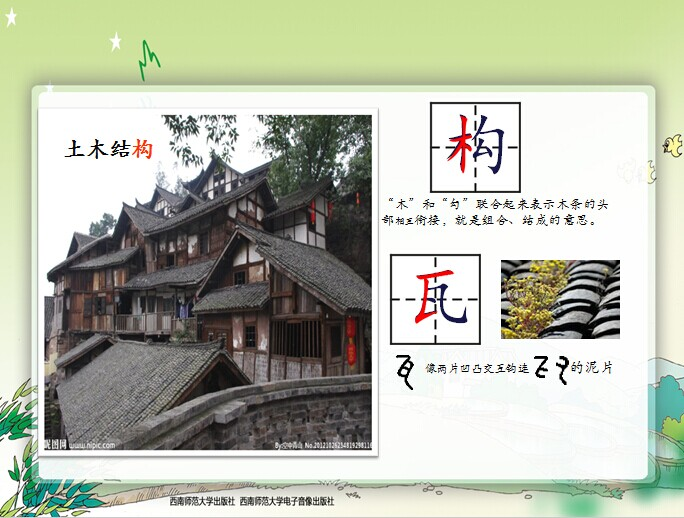 土木结构
构
“木”和“勾”联合起来表示木条的头
部相互衔接，就是组合、结成的意思。
瓦
像两片凹凸交互钩连
的泥片
昵图网 www.nipic.com
西南师范大学出版社 西南师范大学电子音像出版社